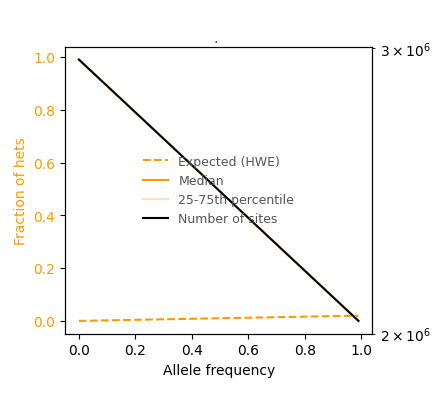 .
1.0
0.8
0.6
0.4
0.2
0.0
Fraction of hets
3 × 10⁶
2 × 10⁶
Expected (HWE)
Median
25-75th percentile
Number of sites
0.0 0.2 0.4 0.6 0.8 1.0
Allele frequency